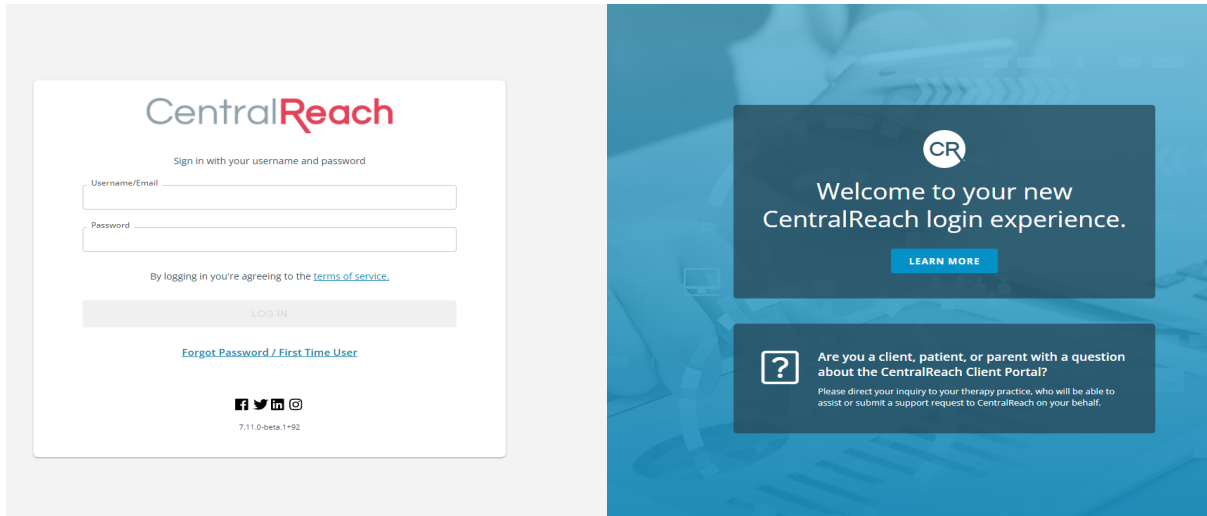 CentralReach
Sign in with your username and password
Username/Email
Password
By logging in you're agreeing to the terms of service.
LOG IN
Forgot Password / First Time User
7.11.0-beta.1+92
CR
Welcome to your new
CentralReach login experience.
LEARN MORE
?
Are you a client, patient, or parent with a question
about the CentralReach Client Portal?
Please direct your inquiry to your therapy practice, who will be able to
assist or submit a support request to CentralReach on your behalf.